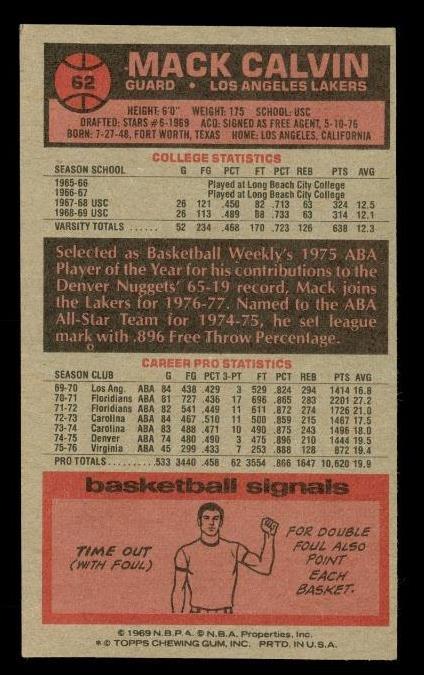 62
MACK CALVIN
GUARD • LOS ANGELES LAKERS
HEIGHT: 6'0" WEIGHT: 175 SCHOOL: USC
DRAFTED: STARS #6-1969 ACQ: SIGNED AS FREE AGENT, 5-10-76
BORN: 7-27-48, FORT WORTH, TEXAS HOME: LOS ANGELES, CALIFORNIA
COLLEGE STATISTICS
SEASON SCHOOL G FG PCT FT PCT REB PTS AVG
1965-66 Played at Long Beach City College
1966-67 Played at Long Beach City College
1967-68 USC 26 121 .450 82 .713 63 324 12.5
1968-69 USC 26 113 .489 88 .733 63 314 12.1
VARSITY TOTALS ...... 52 234 .468 170 .723 126 638 12.3
Selected as Basketball Weekly's 1975 ABA
Player of the Year for his contributions to the
Denver Nuggets' 65-19 record, Mack joins
the Lakers for 1976-77. Named to the ABA
All-Star Team for 1974-75, he set league
mark with .896 Free Throw Percentage.
CAREER PRO STATISTICS
SEASON CLUB G FG PCT 3-PT FT PCT REB PTS AVG
69-70 Los Ang. ABA 84 438 .429 3 529 .824 294 1414 16.8
70-71 Floridians ABA 81 727 .436 17 696 .865 283 2201 27.2
71-72 Floridians ABA 82 541 .449 11 611 .872 274 1726 21.0
72-73 Carolina ABA 84 467 .510 11 500 .859 215 1467 17.5
73-74 Carolina ABA 83 488 .471 10 490 .875 243 1496 18.0
74-75 Denver ABA 74 480 .490 3 475 .896 210 1444 19.5
75-76 Virginia ABA 45 299 .433 7 253 .888 128 872 19.4
PRO TOTALS .........533 3440 .458 62 3554 .866 1647 10,620 19.9
basketball signals
TIME OUT
(WITH FOUL)
FOR DOUBLE
FOUL ALSO
POINT
EACH
BASKET.
© 1969 N.B.P.A. © N.B.A. Properties, Inc.
* © TOPPS CHEWING GUM, INC. PRTD. IN U.S.A.